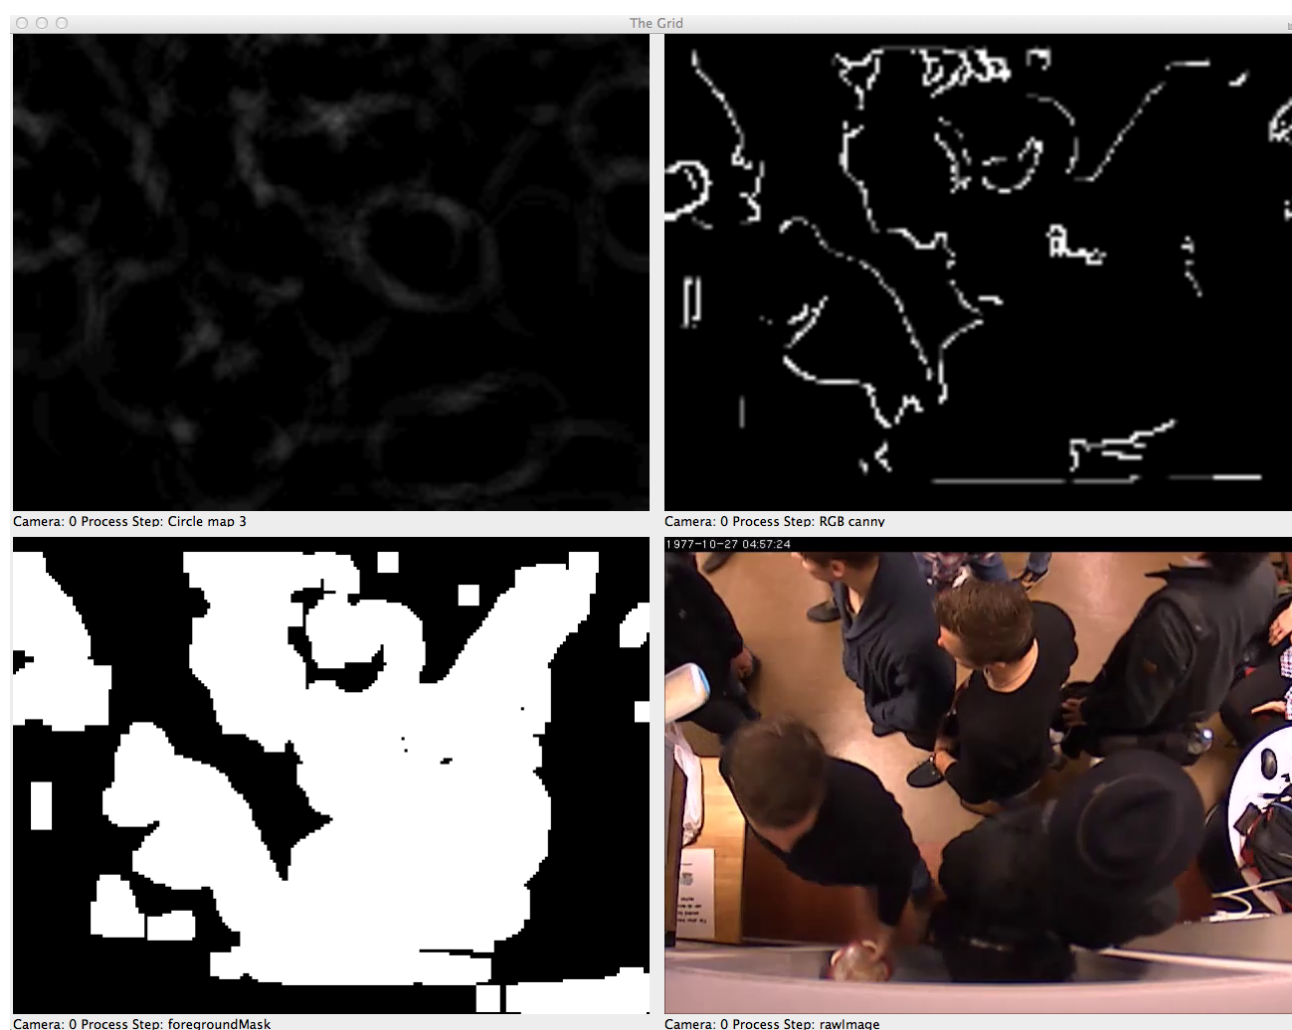 The Grid
Camera: 0 Process Step: Circle map 3
Camera: 0 Process Step: RGB canny
1977-10-27 04:57:24
Camera: 0 Process Step: foregroundMask
Camera: 0 Process Step: rawImage